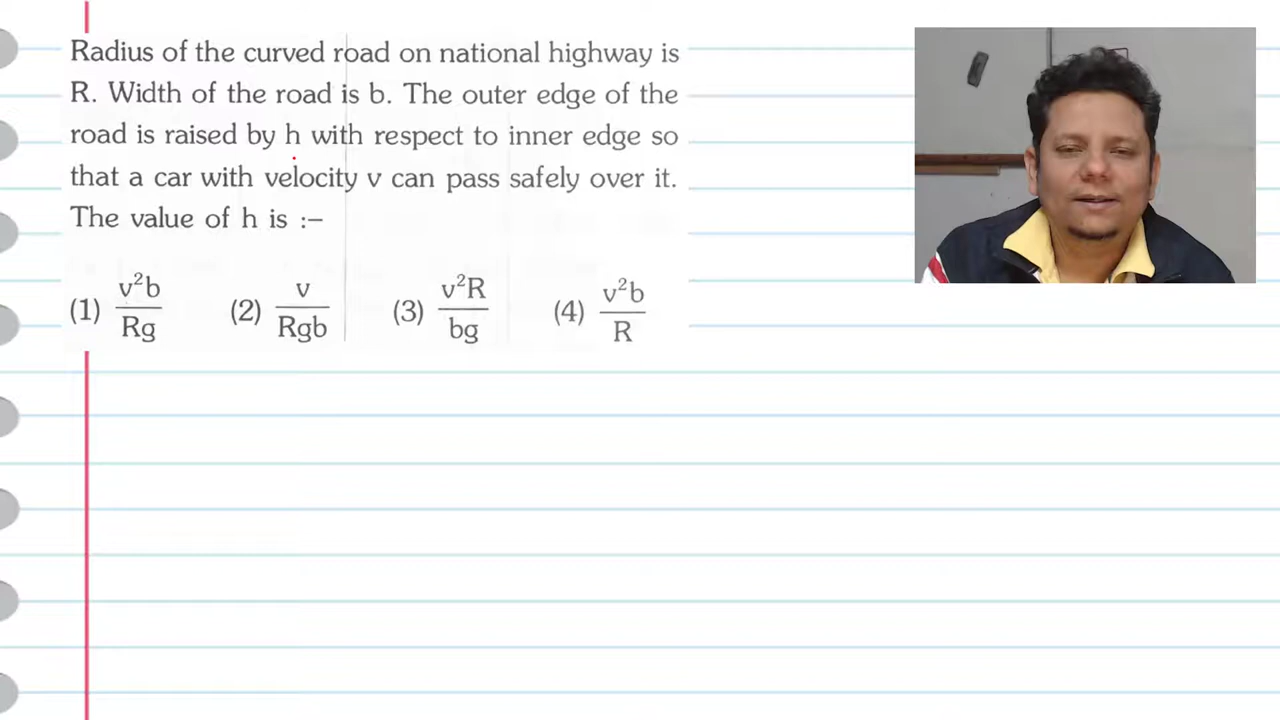 Radius of the curved road on national highway is
R. Width of the road is b. The outer edge of the
road is raised by h with respect to inner edge so
that a car with velocity v can pass safely over it.
The value of h is :–
(1) v²b/Rg (2) v/Rgb (3) v²R/bg (4) v²b/R